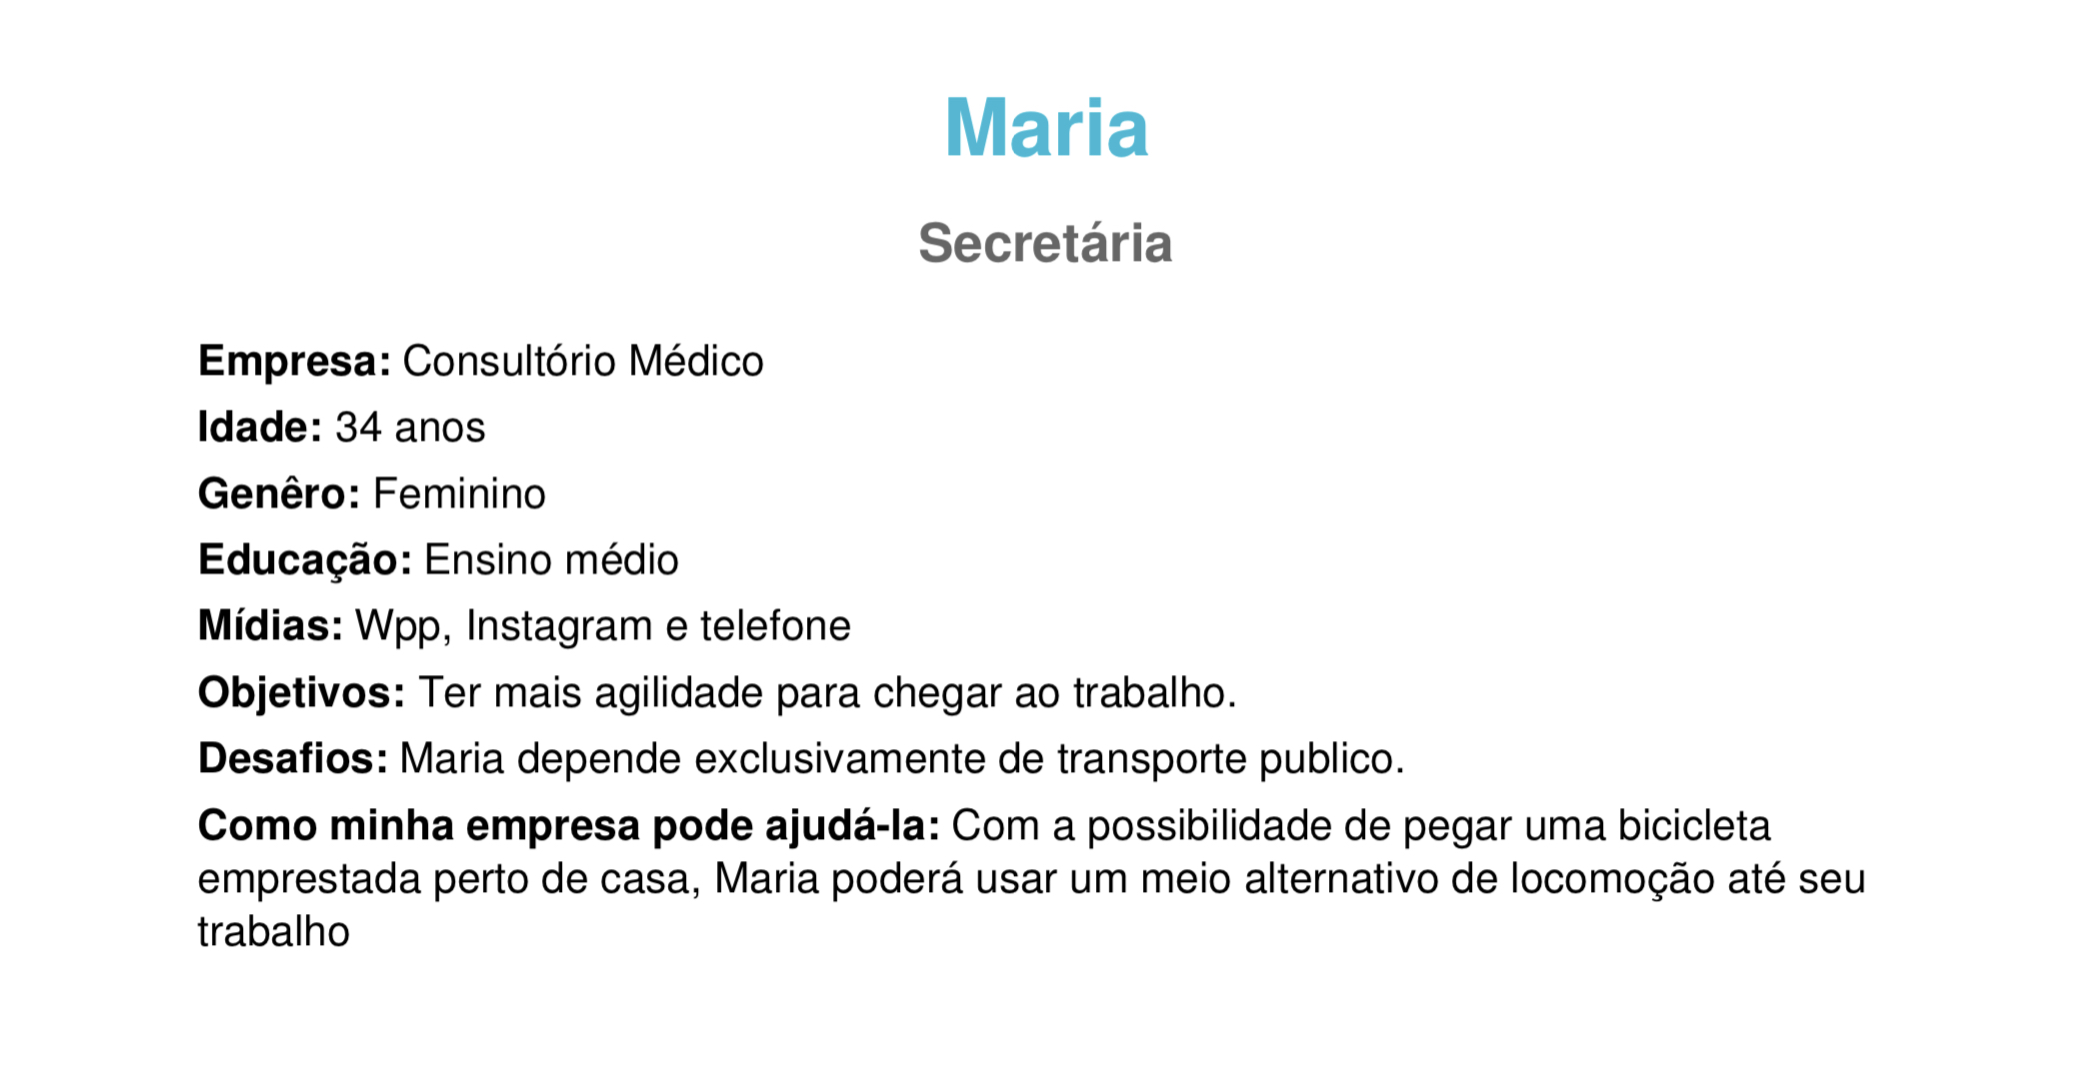 Maria
Secretária
Empresa: Consultório Médico
Idade: 34 anos
Genêro: Feminino
Educação: Ensino médio
Mídias: Wpp, Instagram e telefone
Objetivos: Ter mais agilidade para chegar ao trabalho.
Desafios: Maria depende exclusivamente de transporte publico.
Como minha empresa pode ajudá-la: Com a possibilidade de pegar uma bicicleta
emprestada perto de casa, Maria poderá usar um meio alternativo de locomoção até seu
trabalho